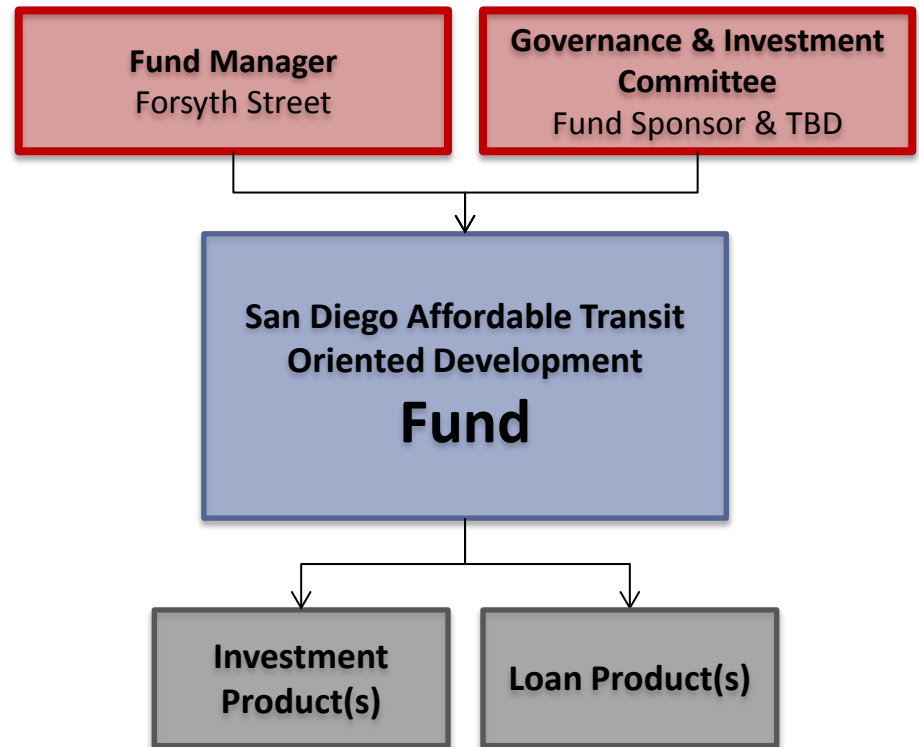 Fund Manager
Forsyth Street
Governance & Investment
Committee
Fund Sponsor & TBD
San Diego Affordable Transit
Oriented Development
Fund
Investment
Product(s)
Loan Product(s)